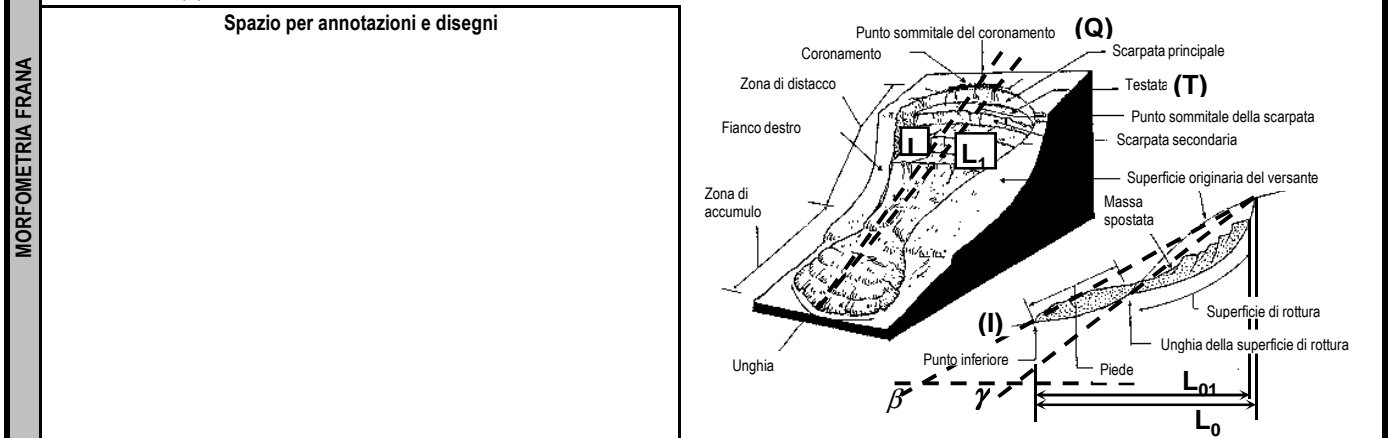 MORFOMETRIA FRANA
Spazio per annotazioni e disegni
Punto sommitale del coronamento (Q)
Coronamento
Scarpata principale
Zona di distacco
Testata (T)
Punto sommitale della scarpata
Fianco destro
Scarpata secondaria
L
L1
Superficie originaria del versante
Zona di
accumulo
Massa
spostata
(I)
Superficie di rottura
Unghia della superficie di rottura
Unghia
Punto inferiore
Piede
β
γ
L01
L0